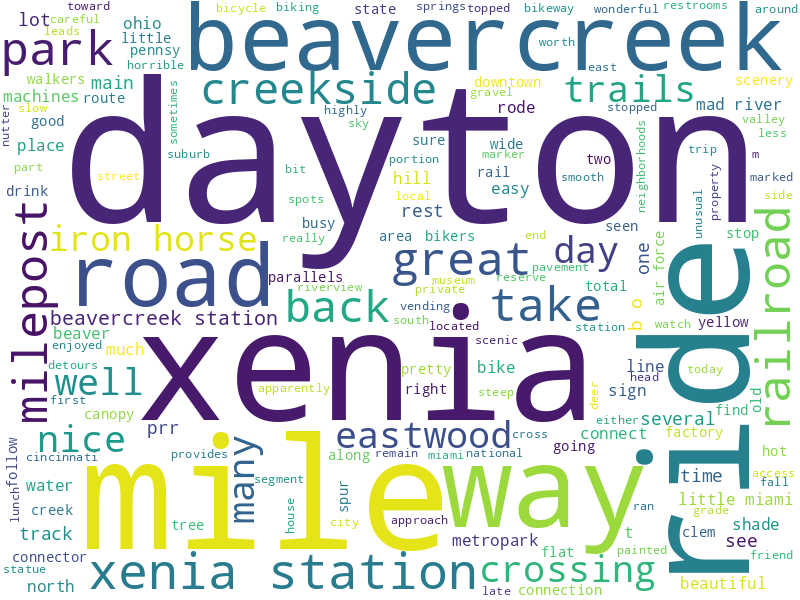 toward
bicycle
biking
springs
topped
bikeway
wonderful
restrooms
around
careful
lot
ohio
state
beavercreek
worth
leads
park
little
pennsy
horrible
east
walkers
main
creekside
downtown
scenery
machines
route
sometimes
trails
gravel
nutter
slow
good
dayton
highly
rode
stopped
mad river
sky
valley
place
suburb
sure
wide
marker
neighborhoods
less
part
bit
portion
two
trip
m
street
hill
rail
easy
smooth
unusual
property
marked
drink
spots
local
side
milepost
busy
rest
seen
stop
iron horse
really
area
bikers
end
one
air force
railroad
road
great
day
parallels
pavement
museum
reserve
riverview
private
total
beavercreek station
back
vending
take
b o
watch
yellow
south
located
station
beaver
xenia
scenic
ride
enjoyed
much
pretty
line
head
detours
well
apparently
right
bike
steep
deer
sign
today
first
canopy
either
several
find
old
prr
nice
eastwood
cross
going
connect
factory
hot
follow
cincinnati
many
provides
along
remain
miami
national
mile
way
time
access
water
segment
spur
ran
fall
lunch
house
little miami
creek
city
approach
grade
track
tree
t
painted
clem
shade
metropark
see
connector
flat
friend
statue
north
xenia station
crossing
late
connection
beautiful